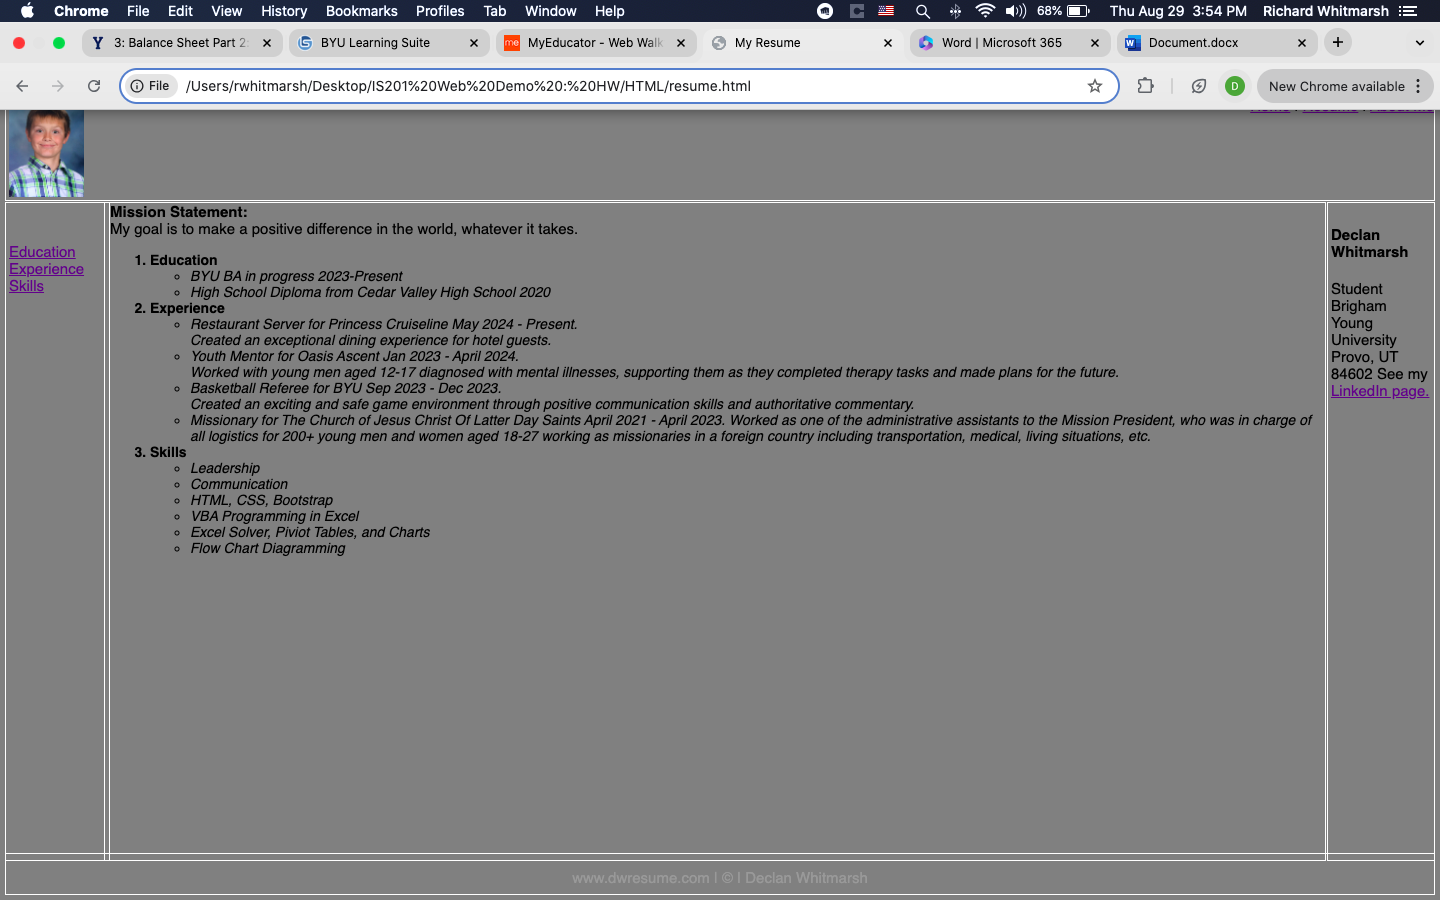 Chrome File Edit View History Bookmarks Profiles Tab Window Help 68% Thu Aug 29 3:54 PM Richard Whitmarsh
3: Balance Sheet Part 2: BYU Learning Suite MyEducator - Web Walk My Resume Word | Microsoft 365 Document.docx
File /Users/rwhitmarsh/Desktop/IS201%20Web%20Demo%20:%20HW/HTML/resume.html D New Chrome available
Mission Statement:
My goal is to make a positive difference in the world, whatever it takes.
Education
Experience
Skills
1. Education
BYU BA in progress 2023-Present
High School Diploma from Cedar Valley High School 2020
2. Experience
Restaurant Server for Princess Cruiseline May 2024 - Present.
Created an exceptional dining experience for hotel guests.
Youth Mentor for Oasis Ascent Jan 2023 - April 2024.
Worked with young men aged 12-17 diagnosed with mental illnesses, supporting them as they completed therapy tasks and made plans for the future.
Basketball Referee for BYU Sep 2023 - Dec 2023.
Created an exciting and safe game environment through positive communication skills and authoritative commentary.
Missionary for The Church of Jesus Christ Of Latter Day Saints April 2021 - April 2023. Worked as one of the administrative assistants to the Mission President, who was in charge of
all logistics for 200+ young men and women aged 18-27 working as missionaries in a foreign country including transportation, medical, living situations, etc.
3. Skills
Leadership
Communication
HTML, CSS, Bootstrap
VBA Programming in Excel
Excel Solver, Piviot Tables, and Charts
Flow Chart Diagramming
Declan
Whitmarsh
Student
Brigham
Young
University
Provo, UT
84602 See my
LinkedIn page.
www.dwresume.com | © | Declan Whitmarsh